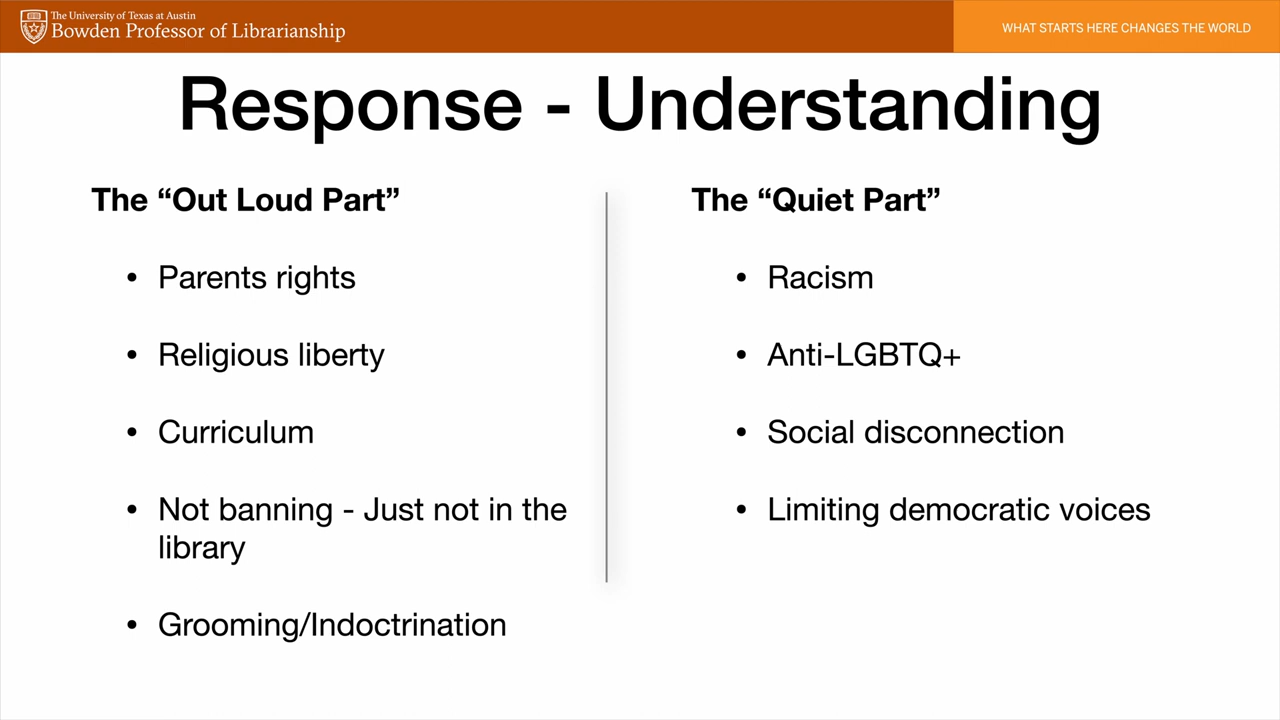 The University of Texas at Austin
Bowden Professor of Librarianship
WHAT STARTS HERE CHANGES THE WORLD
Response - Understanding
The “Out Loud Part”
• Parents rights
• Religious liberty
• Curriculum
• Not banning - Just not in the
library
• Grooming/Indoctrination
The “Quiet Part”
• Racism
• Anti-LGBTQ+
• Social disconnection
• Limiting democratic voices